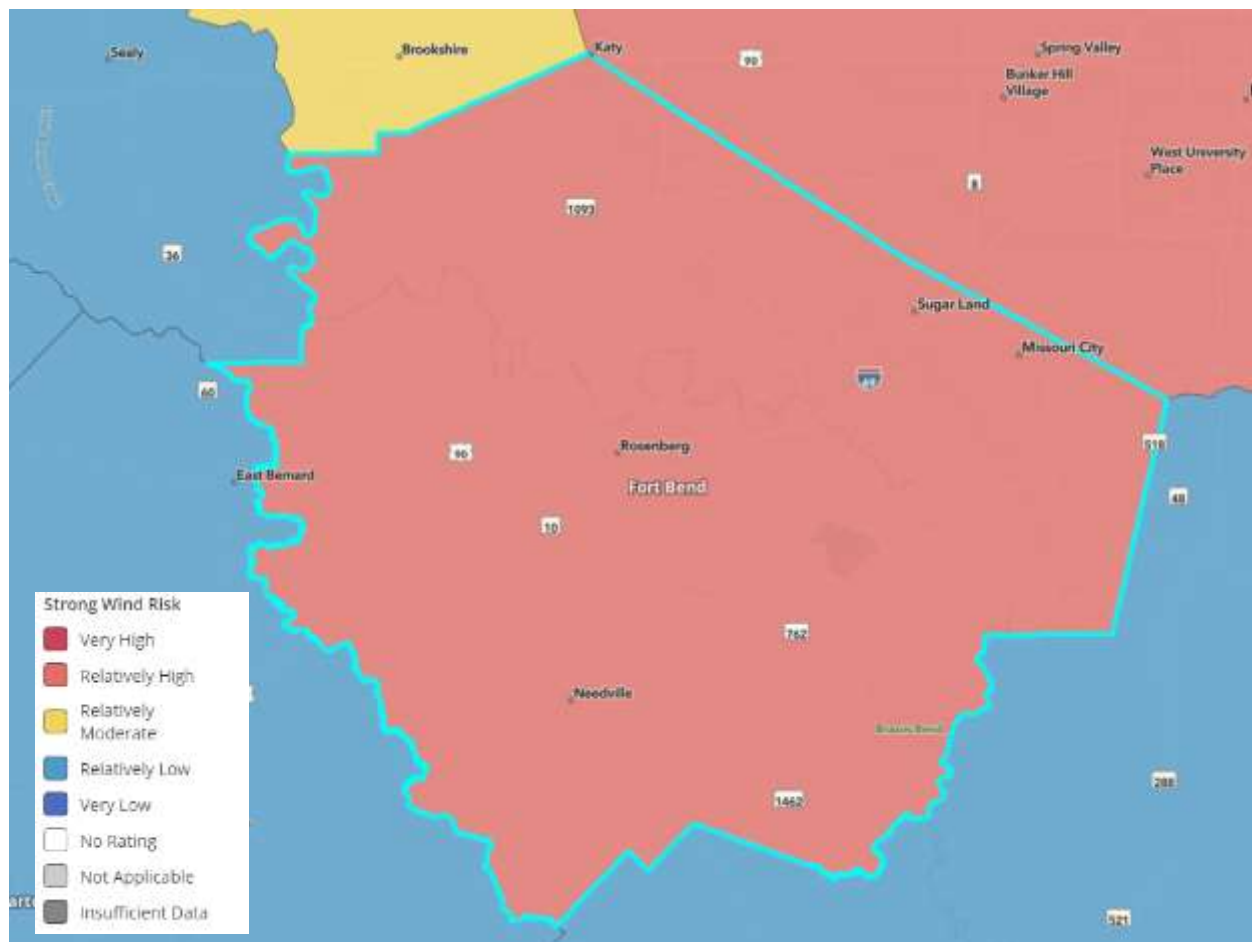 Sealy
Brookshire
Katy
90
Spring Valley
Bunker Hill
Village
West University
Place
8
1093
36
Sugar Land
Missouri City
69
60
518
Rosenberg
90
East Bernard
Fort Bend
48
10
Strong Wind Risk
Very High
Relatively High
Relatively
Moderate
Relatively Low
Very Low
No Rating
Not Applicable
Insufficient Data
762
Needville
Brazos Bend
288
1462
521